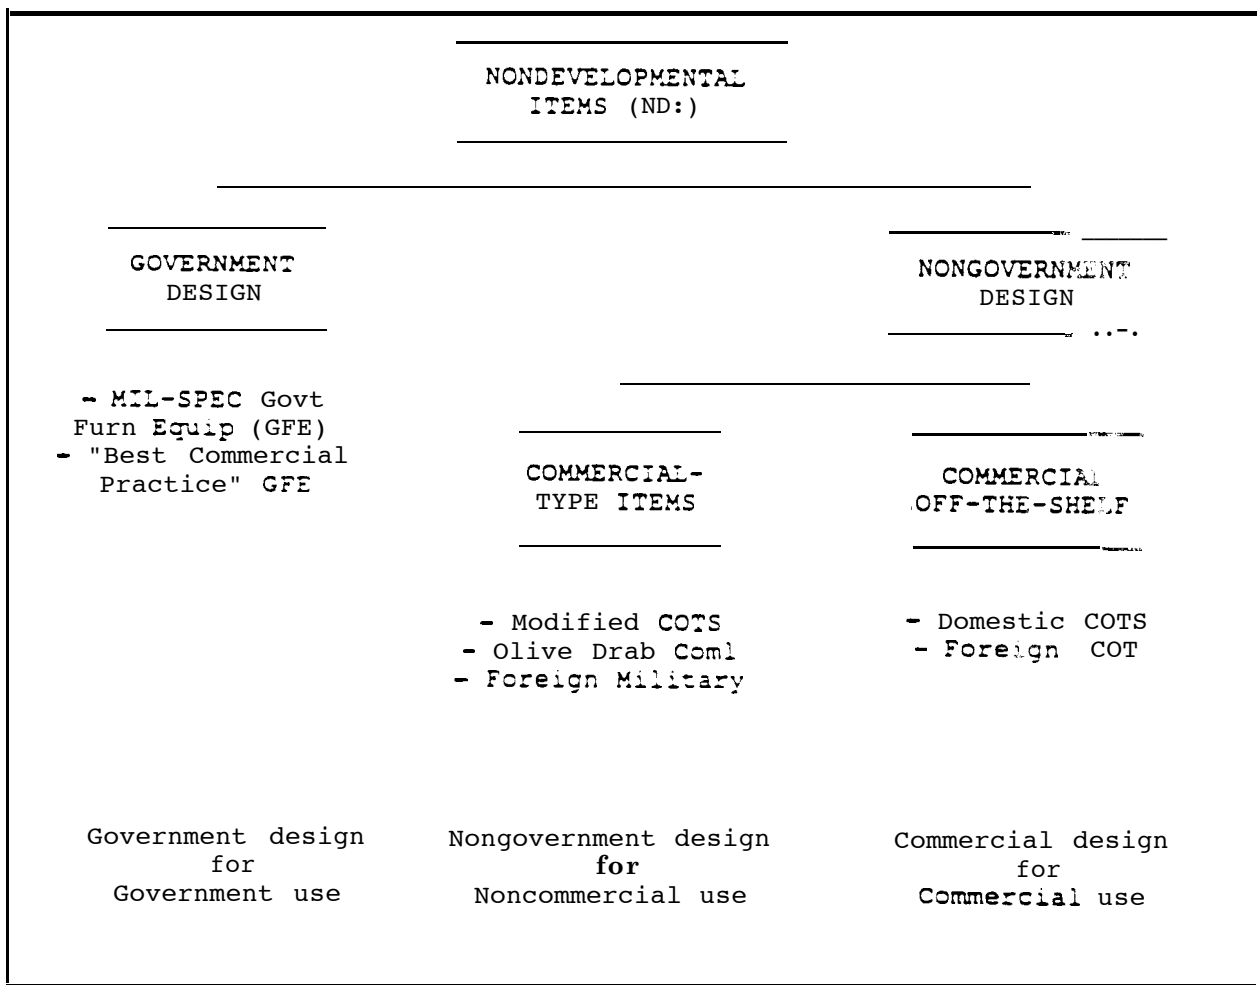 NONDEVELOPMENTAL
ITEMS (ND:)
GOVERNMENT
DESIGN
NONGOVERNMENT
DESIGN
- MIL-SPEC Govt
Furn Equip (GFE)
- "Best Commercial
Practice" GFE
COMMERCIAL-
TYPE ITEMS
COMMERCIAL
OFF-THE-SHELF
- Modified COTS
- Olive Drab Coml
- Foreign Military
- Domestic COTS
- Foreign COT
Government design
for
Government use
Nongovernment design
for
Noncommercial use
Commercial design
for
Commercial use